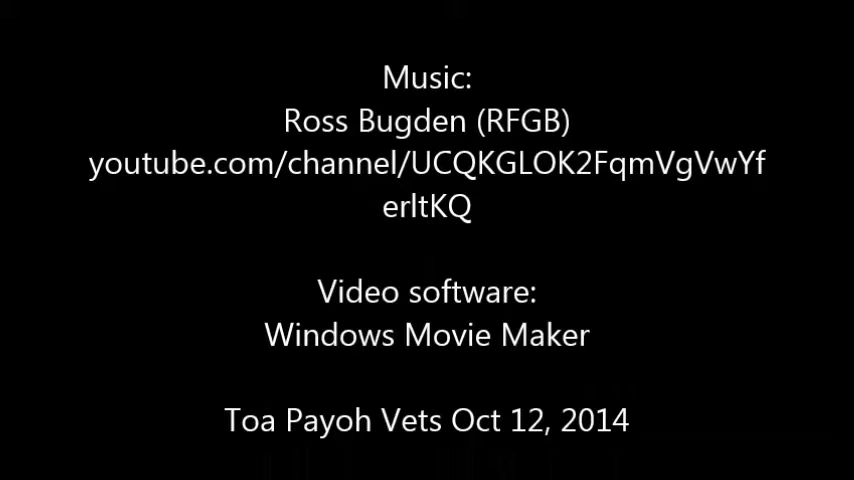 Music:
Ross Bugden (RFGB)
youtube.com/channel/UCQKGLOK2FqmVgVwYf
erltKQ
Video software:
Windows Movie Maker
Toa Payoh Vets Oct 12, 2014